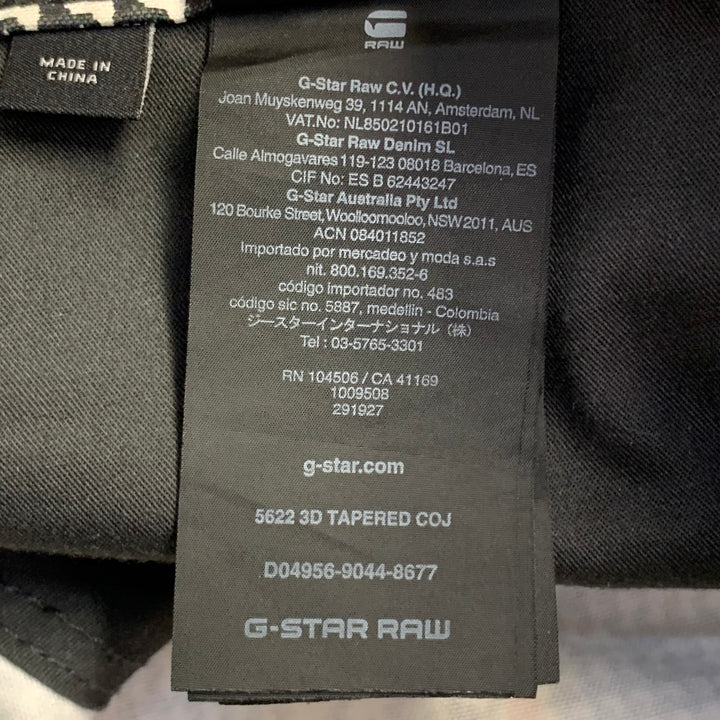 MADE IN
CHINA
G
RAW
G-Star Raw C.V. (H.Q.)
Joan Muyskenweg 39, 1114 AN, Amsterdam, NL
VAT.No: NL850210161B01
G-Star Raw Denim SL
Calle Almogavares 119-123 08018 Barcelona, ES
CIF No: ES B 62443247
G-Star Australia Pty Ltd
120 Bourke Street, Woolloomooloo, NSW 2011, AUS
ACN 084011852
Importado por mercadeo y moda s.a.s
nit. 800.169.352-6
código importador no. 483
código sic no. 5887, medellin - Colombia
ジースターインターナショナル (株)
Tel : 03-5765-3301
RN 104506 / CA 41169
1009508
291927
g-star.com
5622 3D TAPERED COJ
D04956-9044-8677
G-STAR RAW